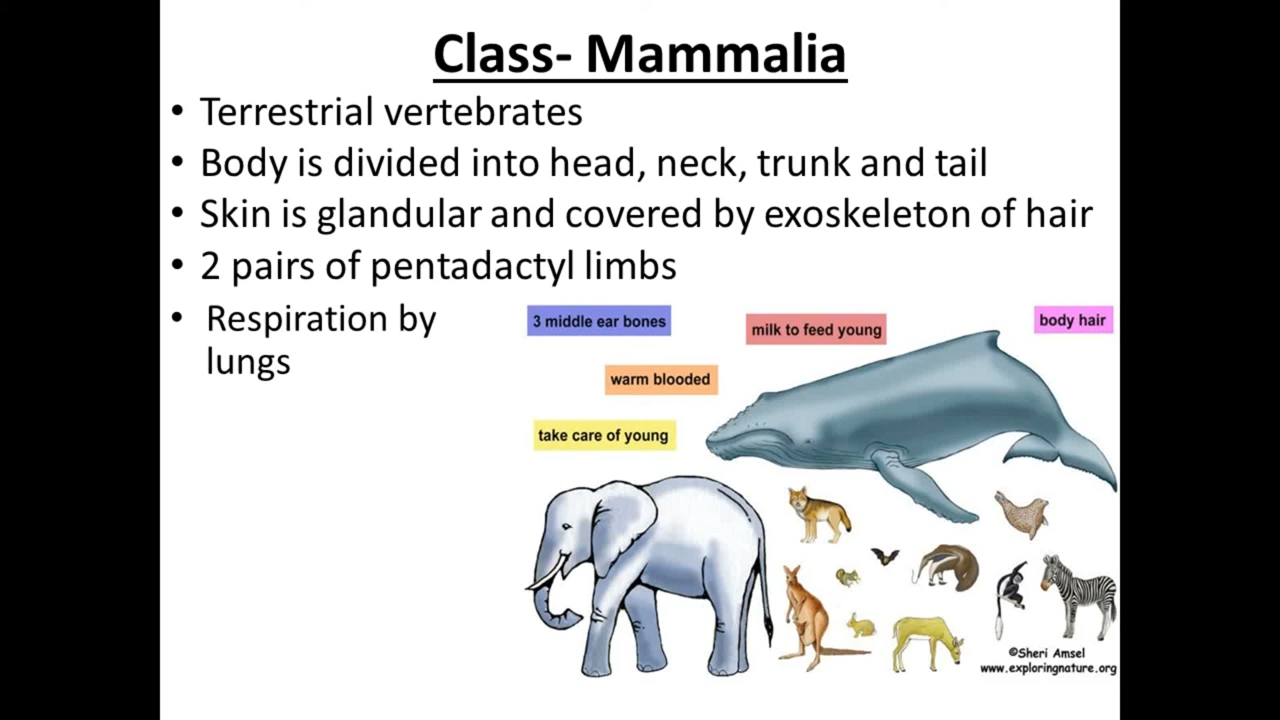 Class- Mammalia
• Terrestrial vertebrates
• Body is divided into head, neck, trunk and tail
• Skin is glandular and covered by exoskeleton of hair
• 2 pairs of pentadactyl limbs
• Respiration by
lungs
3 middle ear bones
milk to feed young
body hair
warm blooded
take care of young
©Sheri Amsel
www.exploringnature.org